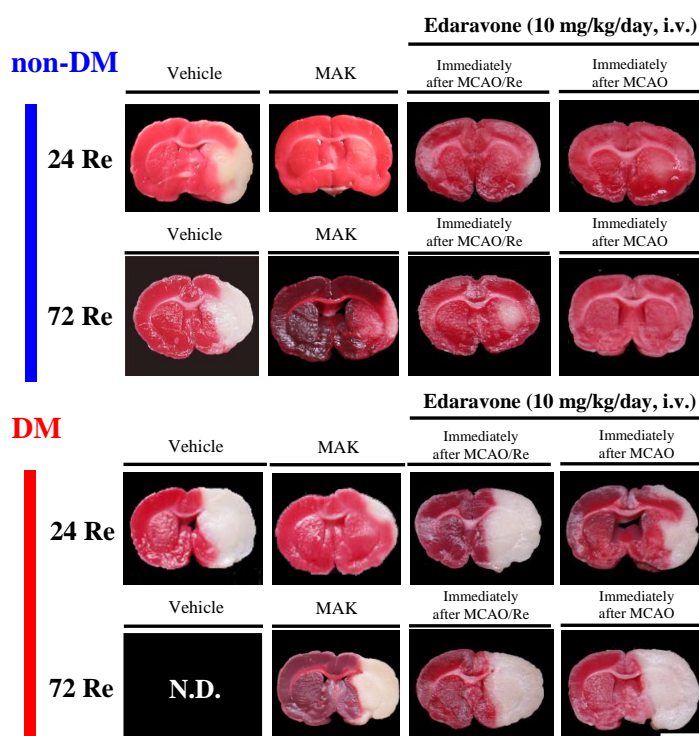 Edaravone (10 mg/kg/day, i.v.)
non-DM
Vehicle
MAK
Immediately
after MCAO/Re
Immediately
after MCAO
24 Re
Vehicle
MAK
Immediately
after MCAO/Re
Immediately
after MCAO
72 Re
Edaravone (10 mg/kg/day, i.v.)
DM
Vehicle
MAK
Immediately
after MCAO/Re
Immediately
after MCAO
24 Re
Vehicle
MAK
Immediately
after MCAO/Re
Immediately
after MCAO
72 Re
N.D.